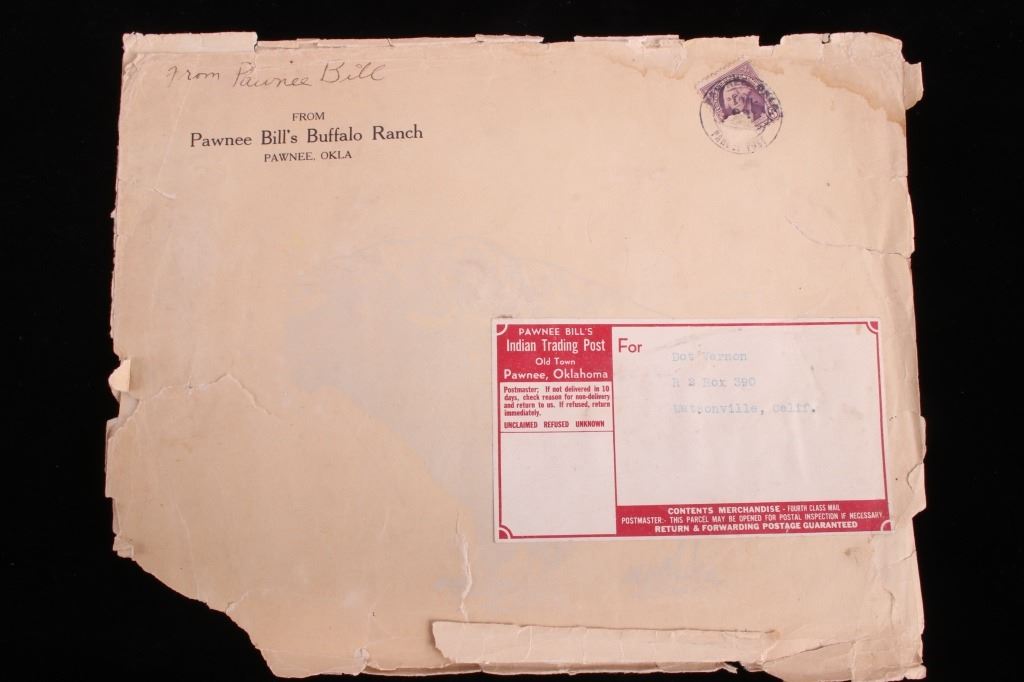 From Pawnee Bill
FROM
Pawnee Bill's Buffalo Ranch
PAWNEE, OKLA
PARCEL POST
PAWNEE BILL'S
Indian Trading Post
Old Town
Pawnee, Oklahoma
Postmaster; If not delivered in 10
days, check reason for non-delivery
and return to us. If refused, return
immediately.
UNCLAIMED REFUSED UNKNOWN
For
Dot Vernon
R 2 Box 390
Watsonville, Calif.
CONTENTS MERCHANDISE - FOURTH CLASS MAIL
POSTMASTER:- THIS PARCEL MAY BE OPENED FOR POSTAL INSPECTION IF NECESSARY.
RETURN & FORWARDING POSTAGE GUARANTEED